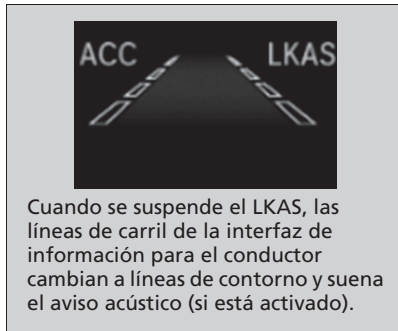 ACC LKAS
Cuando se suspende el LKAS, las
líneas de carril de la interfaz de
información para el conductor
cambian a líneas de contorno y suena
el aviso acústico (si está activado).